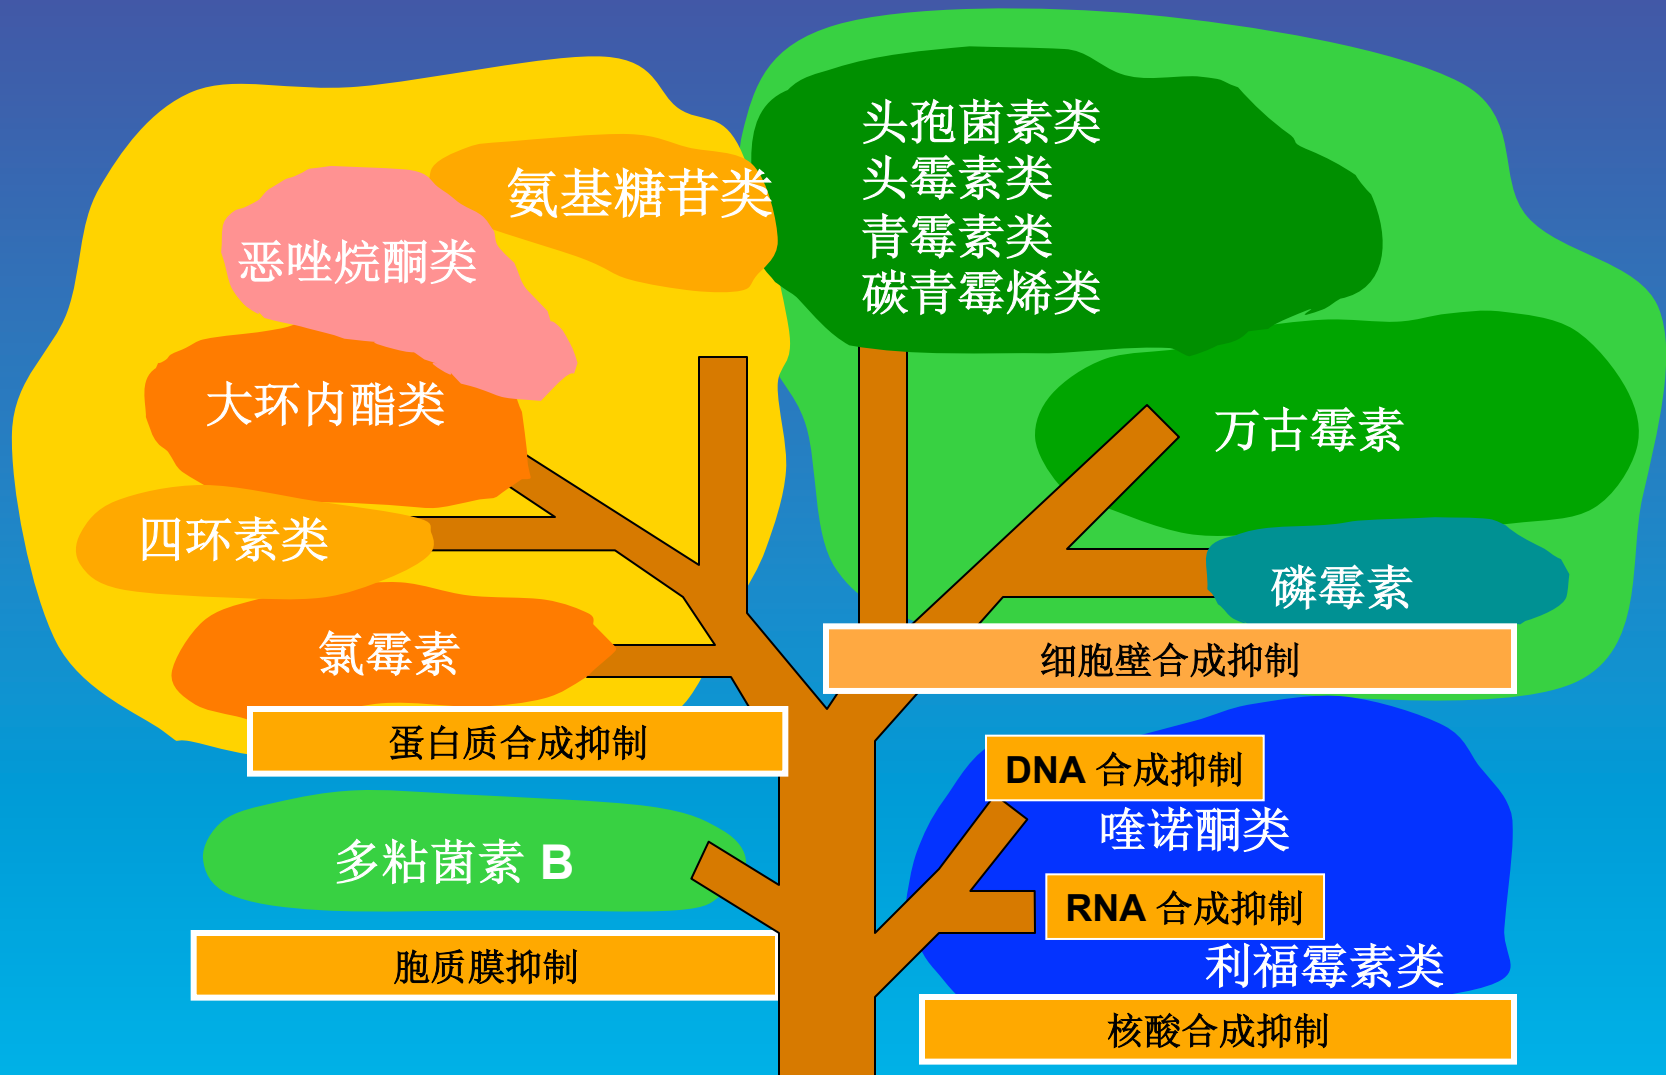 头孢菌素类
头霉素类
青霉素类
碳青霉烯类
氨基糖苷类
恶唑烷酮类
大环内酯类
万古霉素
四环素类
磷霉素
氯霉素
细胞壁合成抑制
蛋白质合成抑制
DNA 合成抑制
喹诺酮类
多粘菌素 B
RNA 合成抑制
利福霉素类
胞质膜抑制
核酸合成抑制